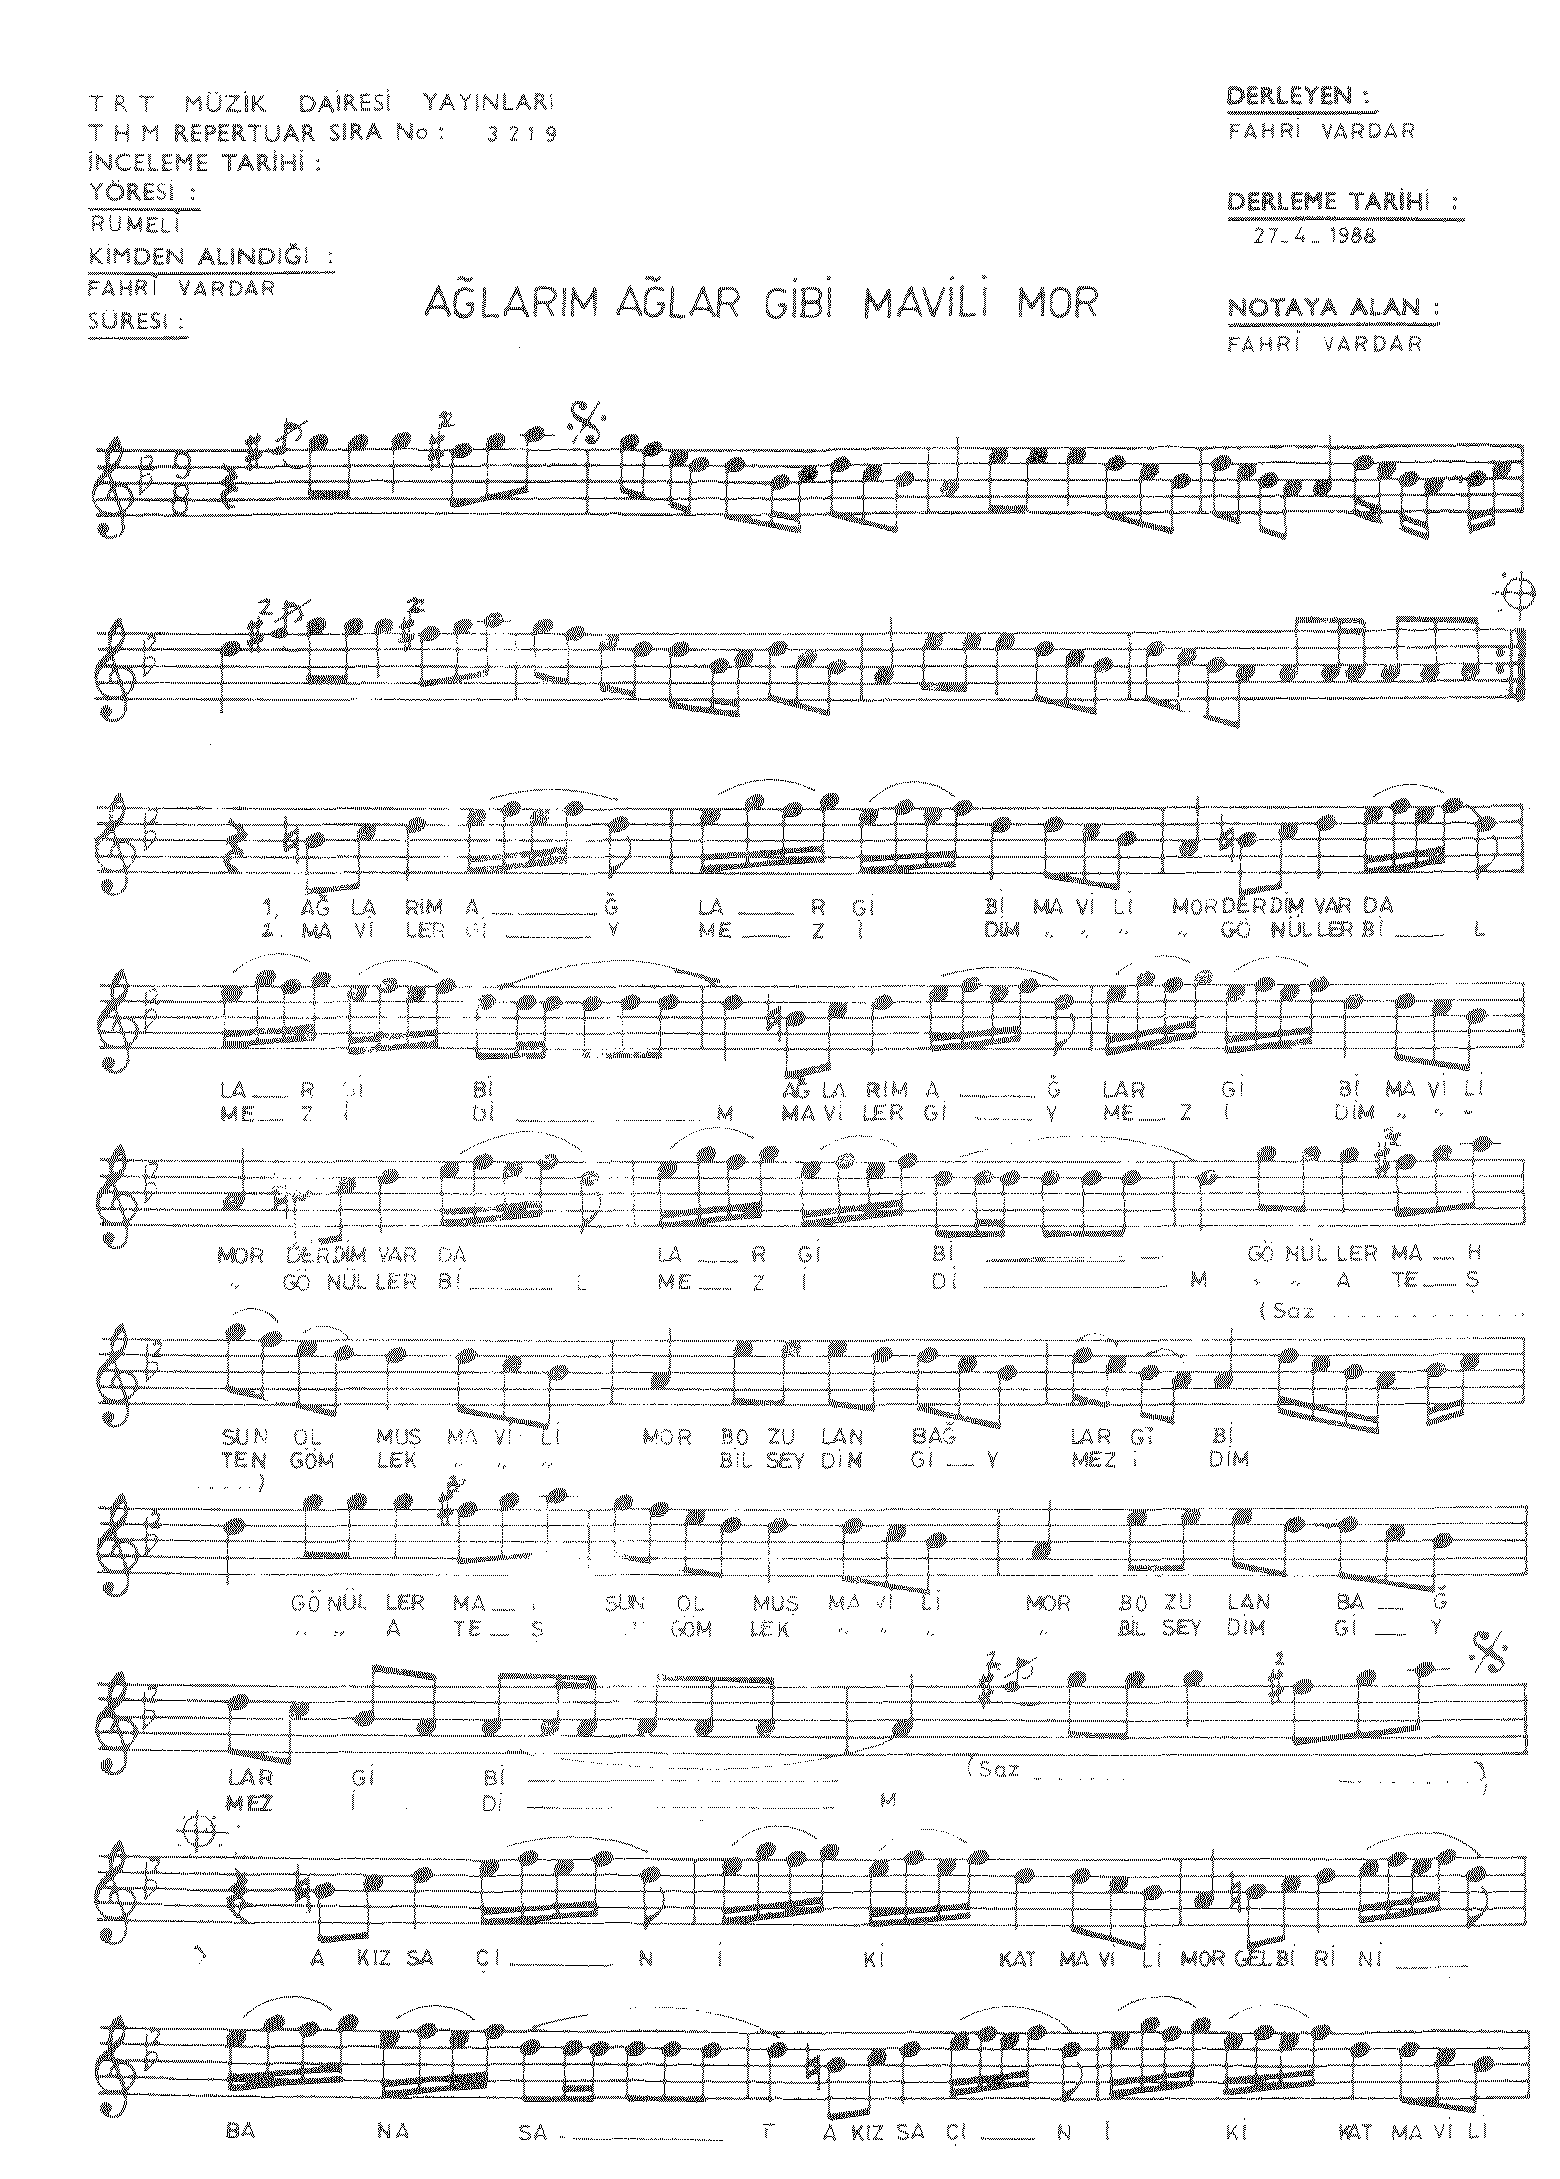 TRT MÜZİK DAİRESİ YAYINLARI
THM REPERTUAR SIRA No : 3219
İNCELEME TARİHİ :
YÖRESİ :
RUMELİ
KİMDEN ALINDIĞI :
FAHRİ VARDAR
SÜRESI :
DERLEYEN :
FAHRİ VARDAR
DERLEME TARİHİ :
27-4-1988
NOTAYA ALAN :
FAHRİ VARDAR
AĞLARIM AĞLAR GİBİ MAVİLİ MOR
9
8
1. AĞ LA RIM A ___ Ğ LA ___ R Gİ Bİ MA Vİ Lİ MOR DER DİM VAR DA
2. MA Vİ LER Gİ ___ Y ME ___ Z İ DİM " " " " GÖ NÜL LER Bİ ___ L
LA ___ R Gİ Bİ AĞ LA RIM A ___ Ğ LAR Gİ Bİ MA Vİ Lİ
ME ___ Z İ Dİ ___ M MA Vİ LER Gİ ___ Y ME ___ Z İ DİM " " "
MOR DER DİM VAR DA LA ___ R Gİ Bİ ___ GÖ NÜL LER MA ___ H
" GÖ NÜL LER Bİ ___ L ME ___ Z İ Dİ ___ M " " A TE ___ Ş
(Saz . . . . . . . . . . . .
SUN OL MUS MA Vİ Lİ MOR BO ZU LAN BAĞ LAR Gİ Bİ
TEN GÖM LEK " " " BİL SEY DİM Gİ ___ Y MEZ İ DİM
. . . . . )
GÖ NÜL LER MA ___ SUN OL MUS MA Vİ Lİ MOR BO ZU LAN BA ___ Ğ
" " A TE ___ Ş " GÖM LEK " " " " BİL SEY DİM Gİ ___ Y
LAR Gİ Bİ ___ (Saz . . . . . . . . . . )
MEZ İ Dİ ___ M
A KIZ SA ÇI ___ N İ Kİ KAT MA Vİ Lİ MOR GEL Bİ Rİ Nİ ___
BA NA SA ___ T A KIZ SA ÇI ___ N İ Kİ KAT MA Vİ Lİ